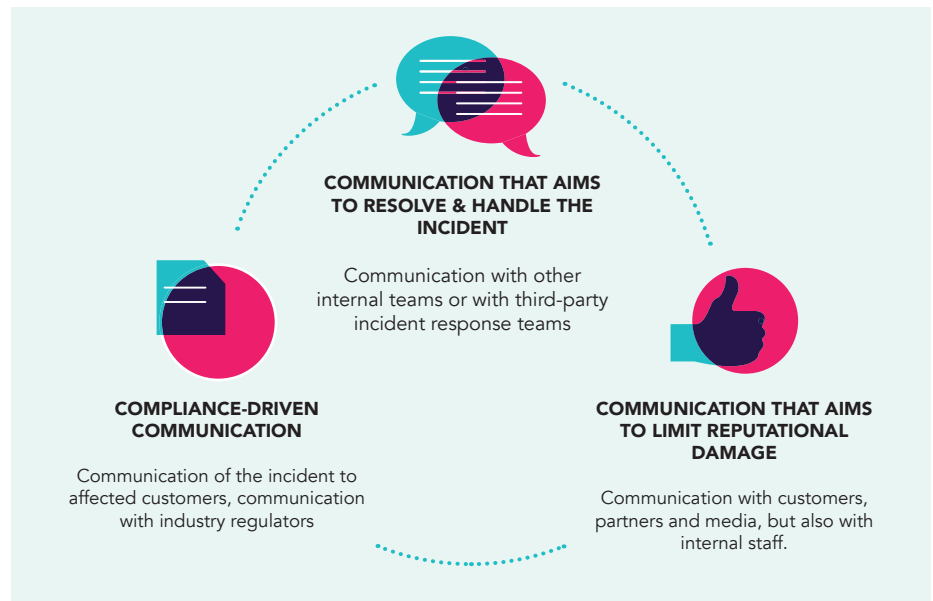 COMMUNICATION THAT AIMS
TO RESOLVE & HANDLE THE
INCIDENT
Communication with other
internal teams or with third-party
incident response teams
COMPLIANCE-DRIVEN
COMMUNICATION
Communication of the incident to
affected customers, communication
with industry regulators
COMMUNICATION THAT AIMS
TO LIMIT REPUTATIONAL
DAMAGE
Communication with customers,
partners and media, but also with
internal staff.